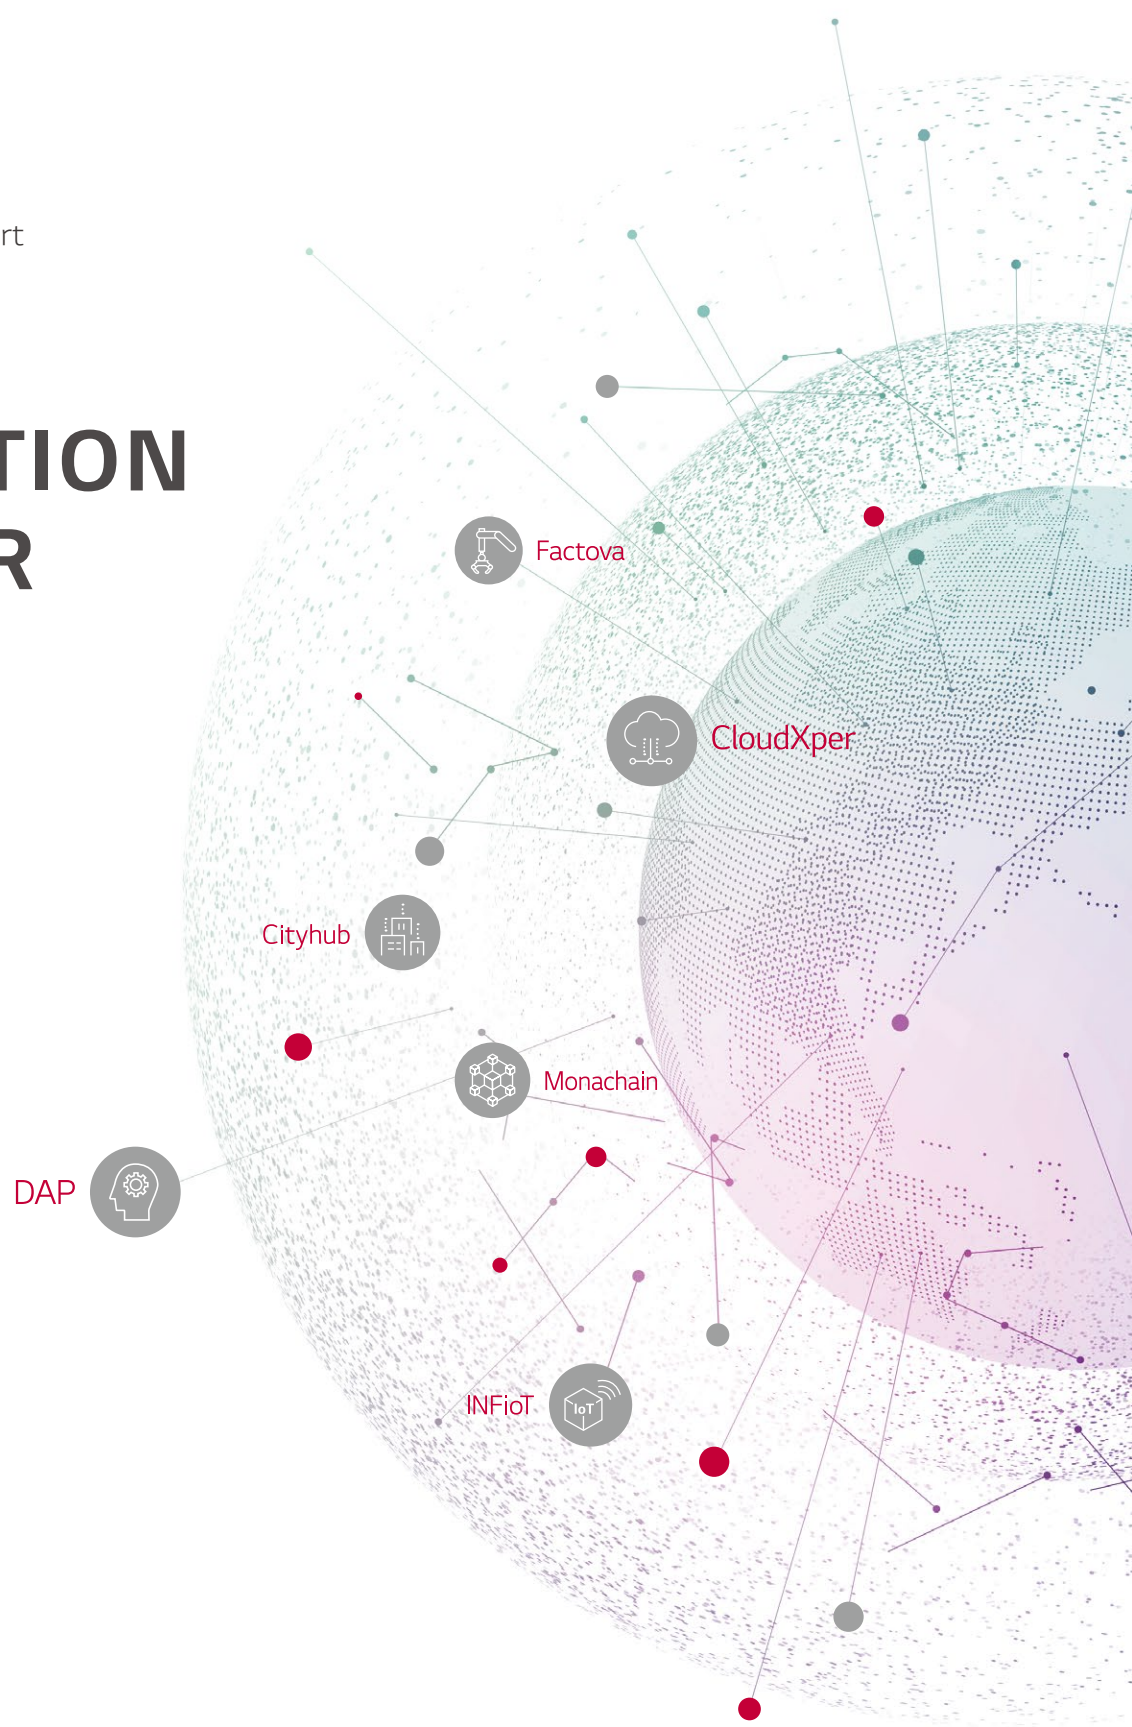 rt
TION
R
Factova
CloudXper
Cityhub
Monachain
DAP
INFioT
IoT